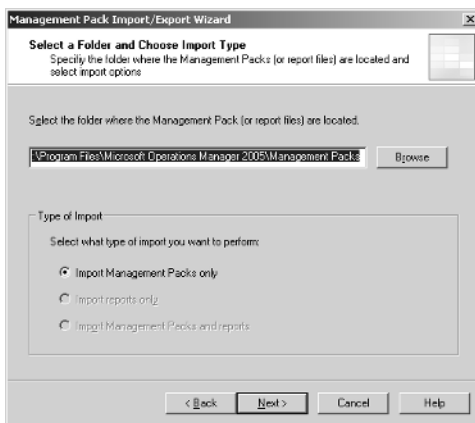 Management Pack Import/Export Wizard
Select a Folder and Choose Import Type
Specify the folder where the Management Packs (or report files) are located and
select import options
Select the folder where the Management Pack (or report files) are located.
:\Program Files\Microsoft Operations Manager 2005\Management Packs
Browse
Type of Import
Select what type of import you want to perform:
Import Management Packs only
Import reports only
Import Management Packs and reports
< Back
Next >
Cancel
Help